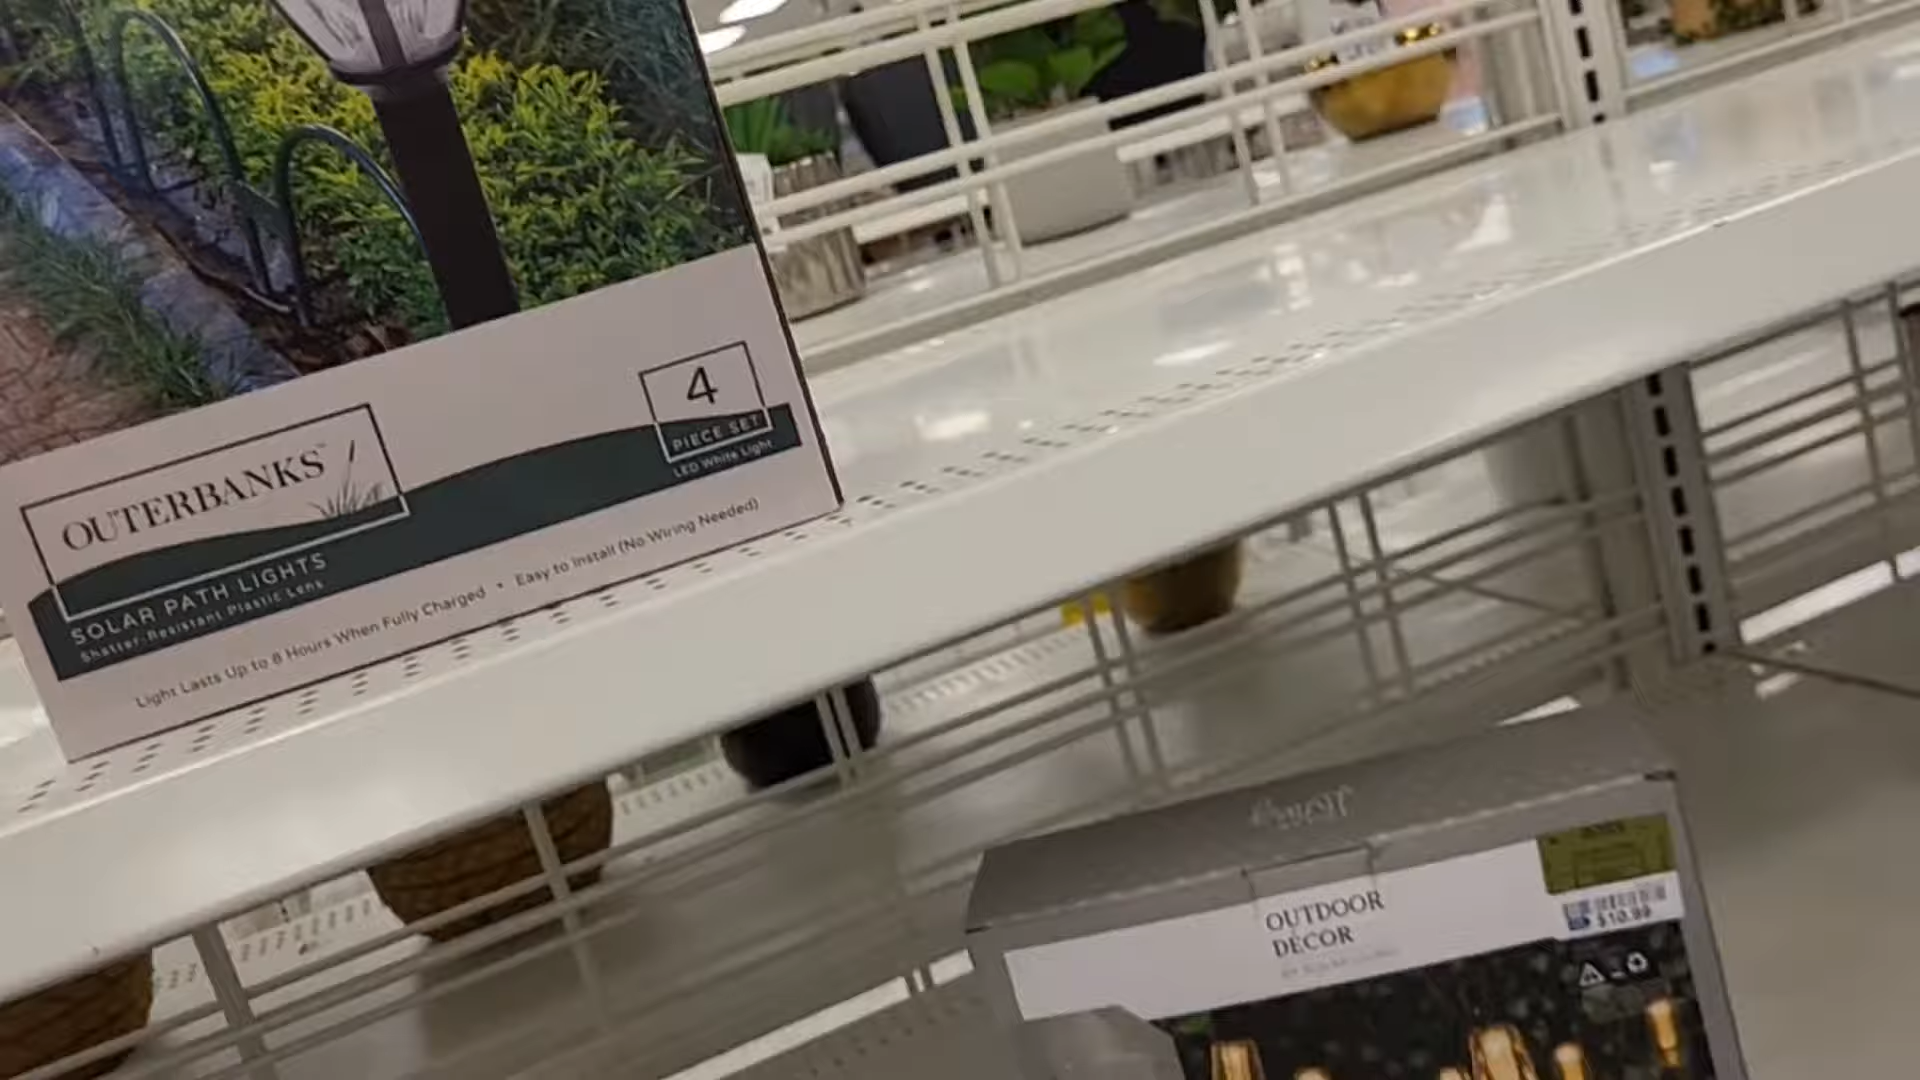 4
PIECE SET
LED White Light
OUTERBANKS™
SOLAR PATH LIGHTS
Shatter-Resistant Plastic Lens
Light Lasts Up to 8 Hours When Fully Charged • Easy to Install (No Wiring Needed)
OUTDOOR
DÉCOR
$10.99